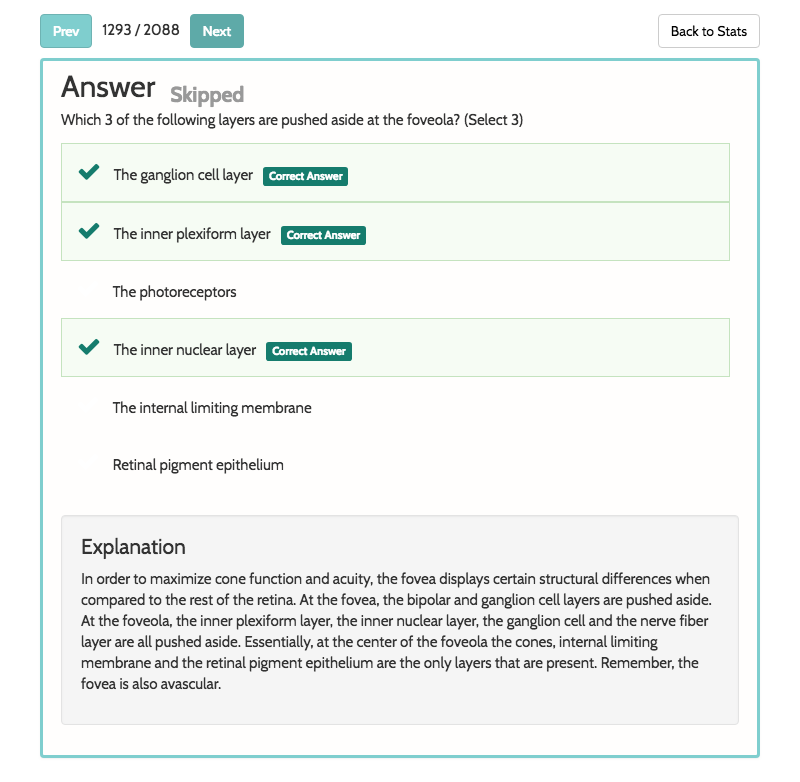 Prev 1293 / 2088 Next Back to Stats
Answer Skipped
Which 3 of the following layers are pushed aside at the foveola? (Select 3)
The ganglion cell layer Correct Answer
The inner plexiform layer Correct Answer
The photoreceptors
The inner nuclear layer Correct Answer
The internal limiting membrane
Retinal pigment epithelium
Explanation
In order to maximize cone function and acuity, the fovea displays certain structural differences when
compared to the rest of the retina. At the fovea, the bipolar and ganglion cell layers are pushed aside.
At the foveola, the inner plexiform layer, the inner nuclear layer, the ganglion cell and the nerve fiber
layer are all pushed aside. Essentially, at the center of the foveola the cones, internal limiting
membrane and the retinal pigment epithelium are the only layers that are present. Remember, the
fovea is also avascular.